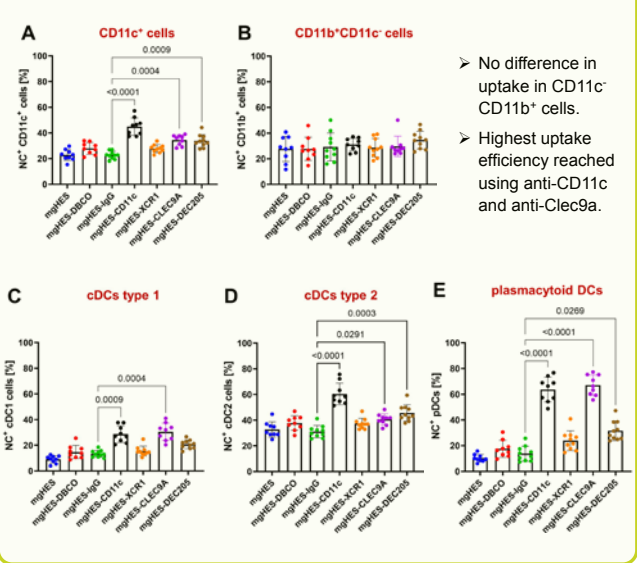 A
CD11c⁺ cells
NC⁺ CD11c⁺ cells [%]
100
80
60
40
20
0
<0.0001
0.0004
0.0009
mgHES
mgHES-DBCO
mgHES-IgG
mgHES-CD11c
mgHES-XCR1
mgHES-CLEC9A
mgHES-DEC205
B
CD11b⁺CD11c⁻ cells
NC⁺ CD11b⁺ cells [%]
100
80
60
40
20
0
mgHES
mgHES-DBCO
mgHES-IgG
mgHES-CD11c
mgHES-XCR1
mgHES-CLEC9A
mgHES-DEC205
➢ No difference in
uptake in CD11c⁻
CD11b⁺ cells.
➢ Highest uptake
efficiency reached
using anti-CD11c
and anti-Clec9a.
C
cDCs type 1
NC⁺ cDC1 cells [%]
100
80
60
40
20
0
0.0004
0.0009
mgHES
mgHES-DBCO
mgHES-IgG
mgHES-CD11c
mgHES-XCR1
mgHES-CLEC9A
mgHES-DEC205
D
cDCs type 2
NC⁺ cDC2 cells [%]
100
80
60
40
20
0
0.0003
0.0291
<0.0001
mgHES
mgHES-DBCO
mgHES-IgG
mgHES-CD11c
mgHES-XCR1
mgHES-CLEC9A
mgHES-DEC205
E
plasmacytoid DCs
NC⁺ pDCs [%]
100
80
60
40
20
0
0.0269
<0.0001
<0.0001
mgHES
mgHES-DBCO
mgHES-IgG
mgHES-CD11c
mgHES-XCR1
mgHES-CLEC9A
mgHES-DEC205